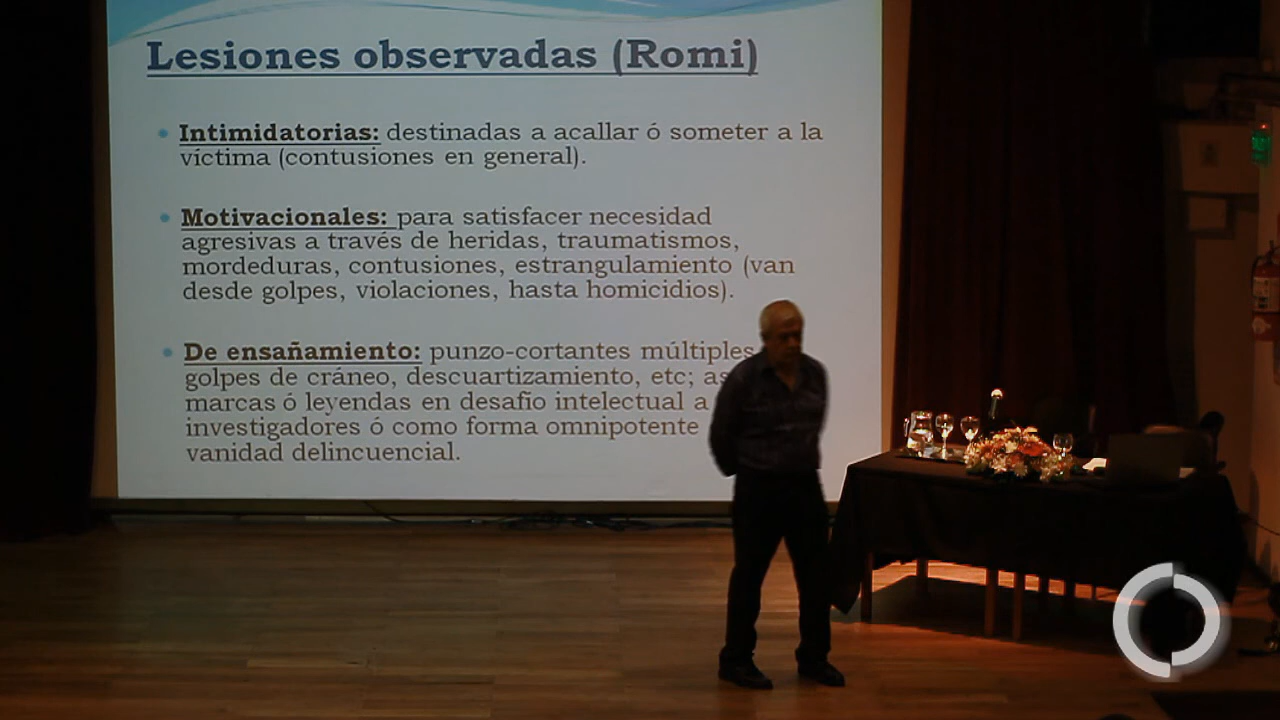 Lesiones observadas (Romi)
Intimidatorias: destinadas a acallar ó someter a la
víctima (contusiones en general).
Motivacionales: para satisfacer necesidad
agresivas a través de heridas, traumatismos,
mordeduras, contusiones, estrangulamiento (van
desde golpes, violaciones, hasta homicidios).
De ensañamiento: punzo-cortantes múltiples
golpes de cráneo, descuartizamiento, etc;
marcas ó leyendas en desafío intelectual a
investigadores ó como forma omnipotente
vanidad delincuencial.